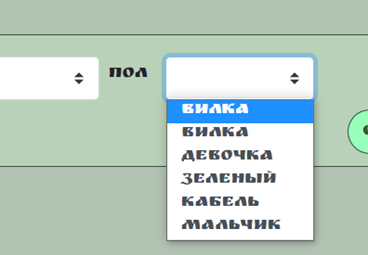 пол
вилка
вилка
девочка
зеленый
кабель
мальчик